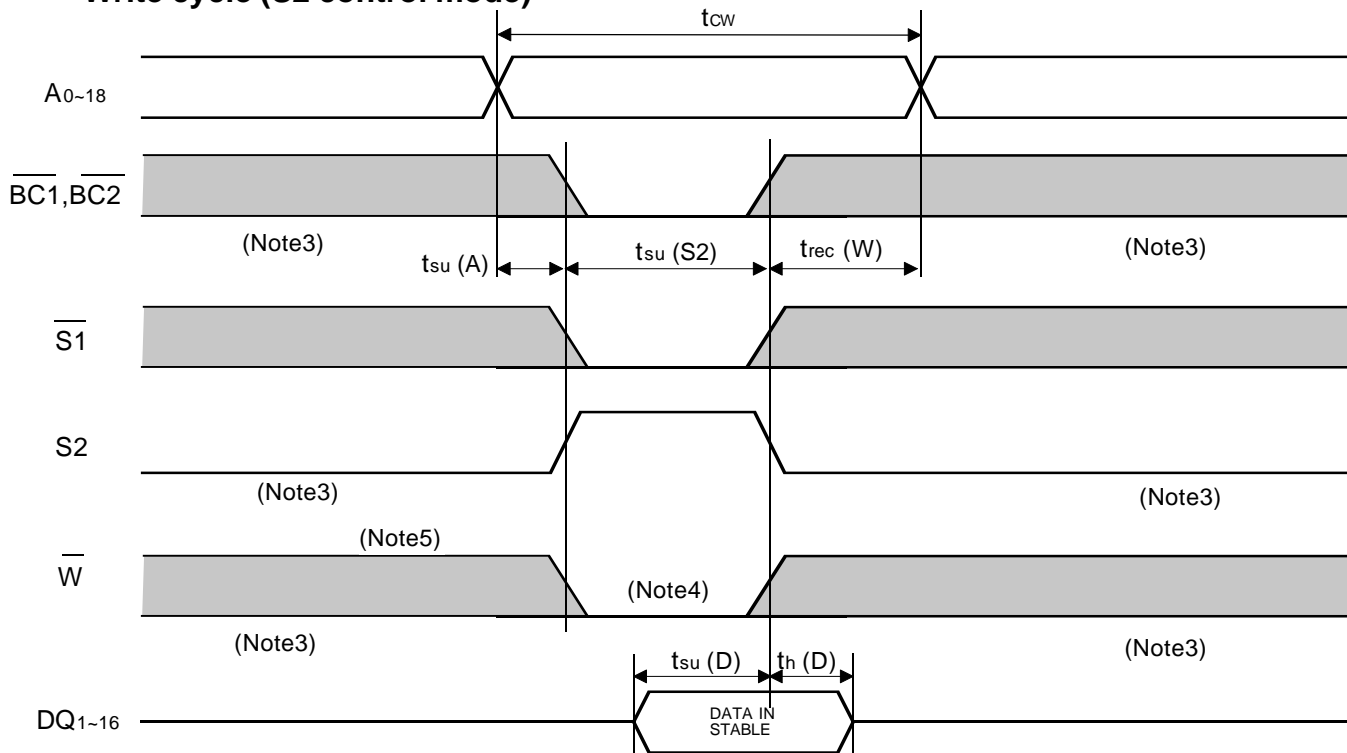 Write cycle (S2 control mode)
tCW
A0~18
BC1,BC2
(Note3)
(Note3)
tsu (A)
tsu (S2)
trec (W)
S1
S2
(Note3)
(Note3)
(Note5)
W
(Note4)
(Note3)
(Note3)
tsu (D)
th (D)
DQ1~16
DATA IN
STABLE